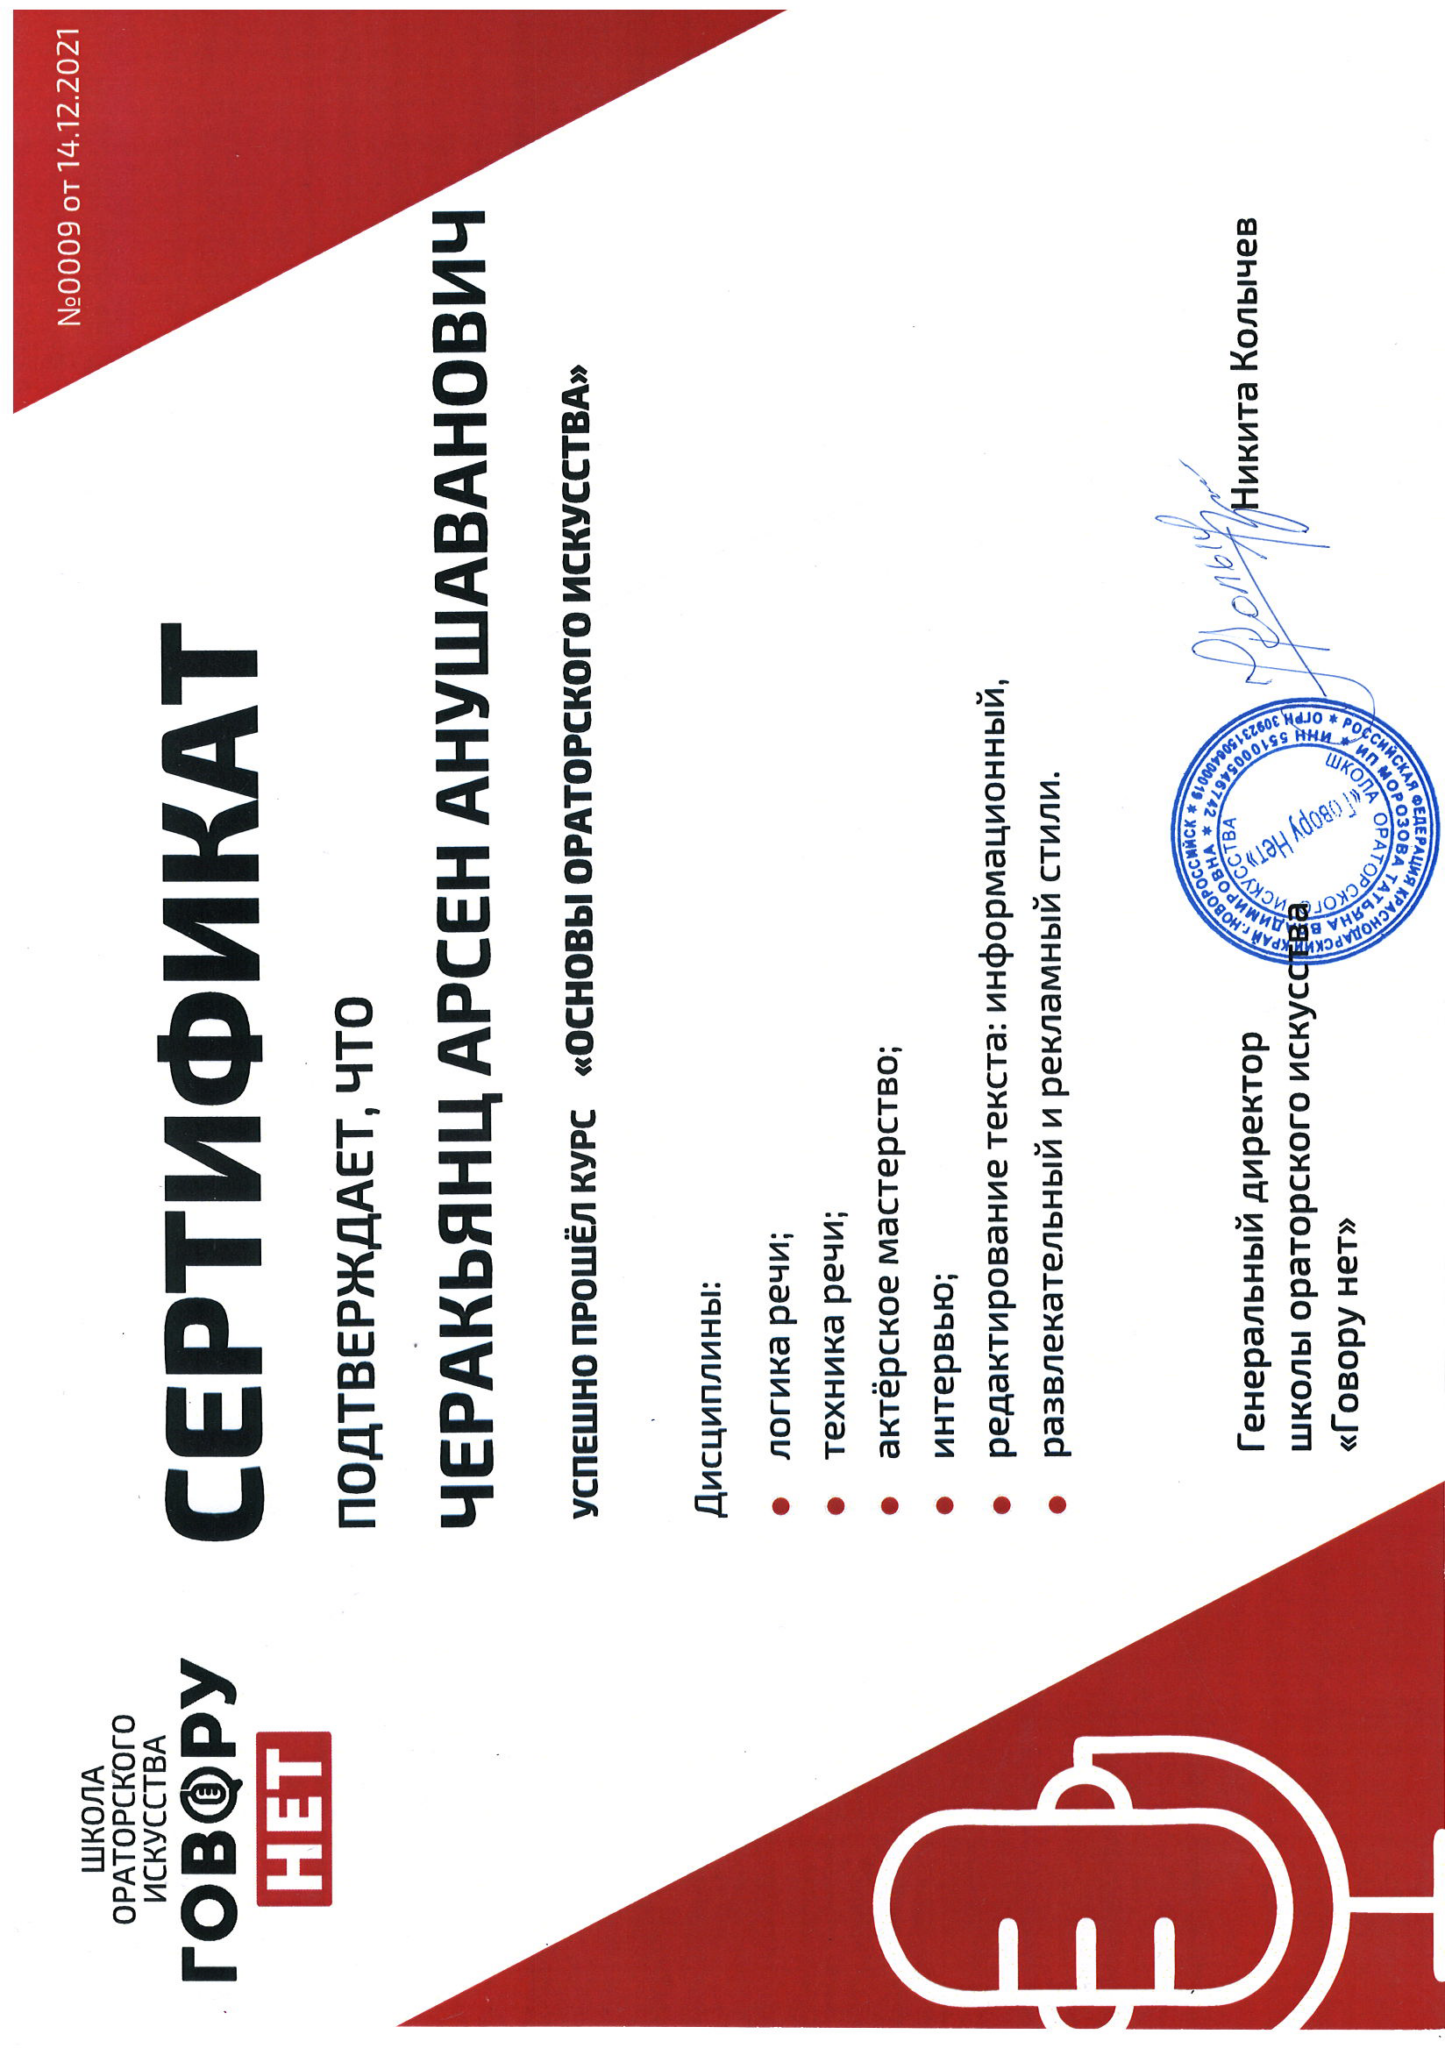 №0009 от 14.12.2021
ШКОЛА
ОРАТОРСКОГО
ИСКУССТВА
ГОВОРУ
НЕТ
СЕРТИФИКАТ
ПОДТВЕРЖДАЕТ, ЧТО
ЧЕРАКЬЯНЦ АРСЕН АНУШАВАНОВИЧ
УСПЕШНО ПРОШЁЛ КУРС «ОСНОВЫ ОРАТОРСКОГО ИСКУССТВА»
Дисциплины:
• логика речи;
• техника речи;
• актёрское мастерство;
• интервью;
• редактирование текста: информационный,
• развлекательный и рекламный стили.
Генеральный директор
школы ораторского искусства
«Говору нет»
Никита Колычев
РОССИЙСКАЯ ФЕДЕРАЦИЯ КРАСНОДАРСКИЙ КРАЙ г. НОВОРОССИЙСК * ОГРН 309231506400019 *
ИП МОРОЗОВА ТАТЬЯНА ВЛАДИМИРОВНА * ИНН 551000546742 *
ШКОЛА ОРАТОРСКОГО ИСКУССТВА
«Говору Нет»